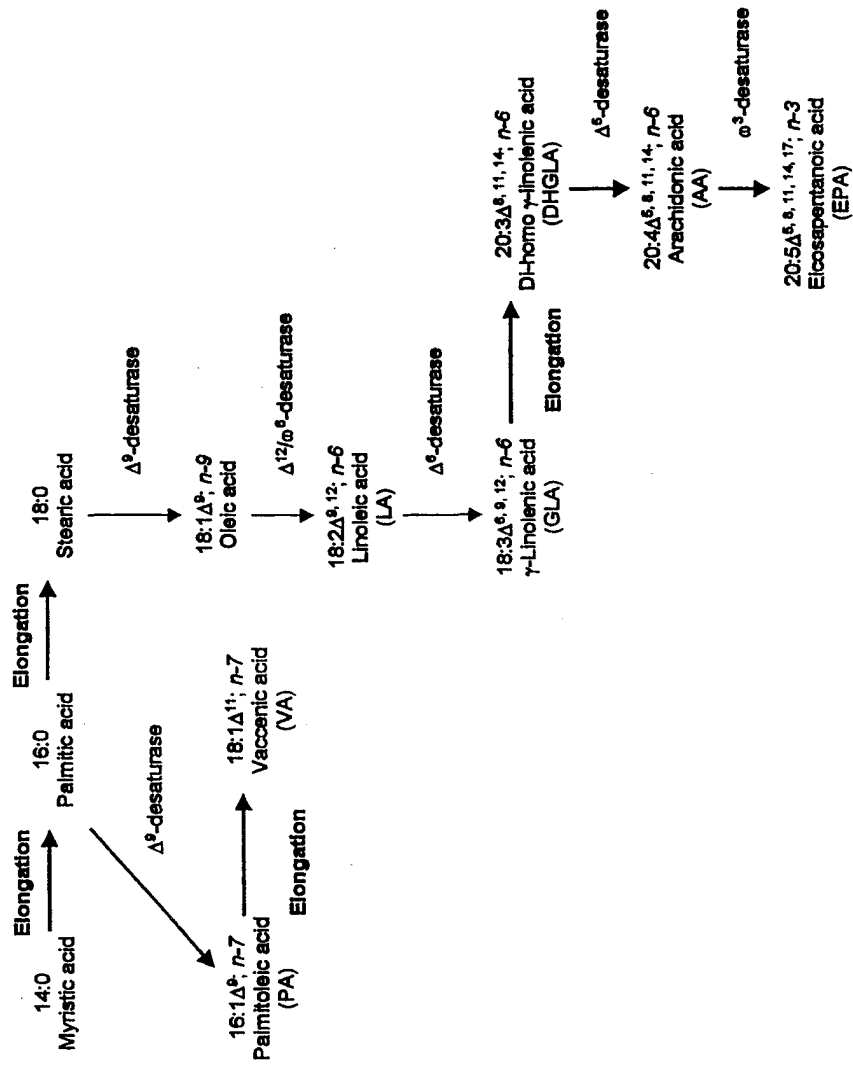 14:0
Myristic acid
Elongation
16:0
Palmitic acid
Elongation
18:0
Stearic acid
Δ⁹-desaturase
Δ⁹-desaturase
16:1Δ⁹; n-7
Palmitoleic acid
(PA)
Elongation
18:1Δ¹¹; n-7
Vaccenic acid
(VA)
18:1Δ⁹; n-9
Oleic acid
Δ¹²/ω⁶-desaturase
18:2Δ⁹, ¹²; n-6
Linoleic acid
(LA)
Δ⁶-desaturase
18:3Δ⁶, ⁹, ¹²; n-6
γ-Linolenic acid
(GLA)
Elongation
20:3Δ⁸, ¹¹, ¹⁴; n-6
Di-homo γ-linolenic acid
(DHGLA)
Δ⁵-desaturase
20:4Δ⁵, ⁸, ¹¹, ¹⁴; n-6
Arachidonic acid
(AA)
ω³-desaturase
20:5Δ⁵, ⁸, ¹¹, ¹⁴, ¹⁷; n-3
Eicosapentanoic acid
(EPA)